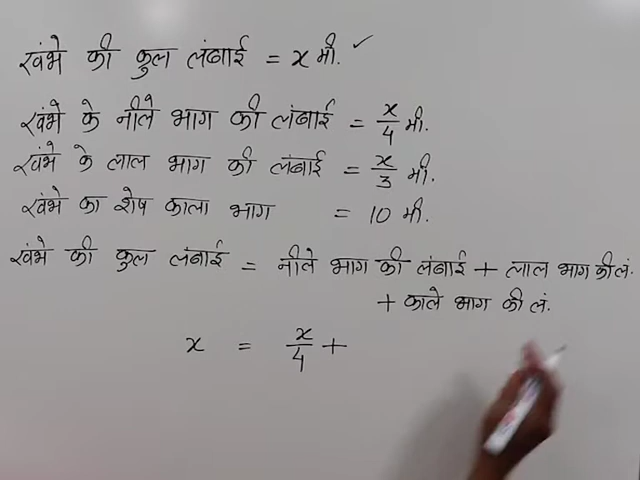 खंभे की कुल लंबाई = x मी. ✓
खंभे के नीले भाग की लंबाई = x/4 मी.
खंभे के लाल भाग की लंबाई = x/3 मी.
खंभे का शेष काला भाग = 10 मी.
खंभे की कुल लंबाई = नीले भाग की लंबाई + लाल भाग की लं.
+ काले भाग की लं.
x = x/4 +